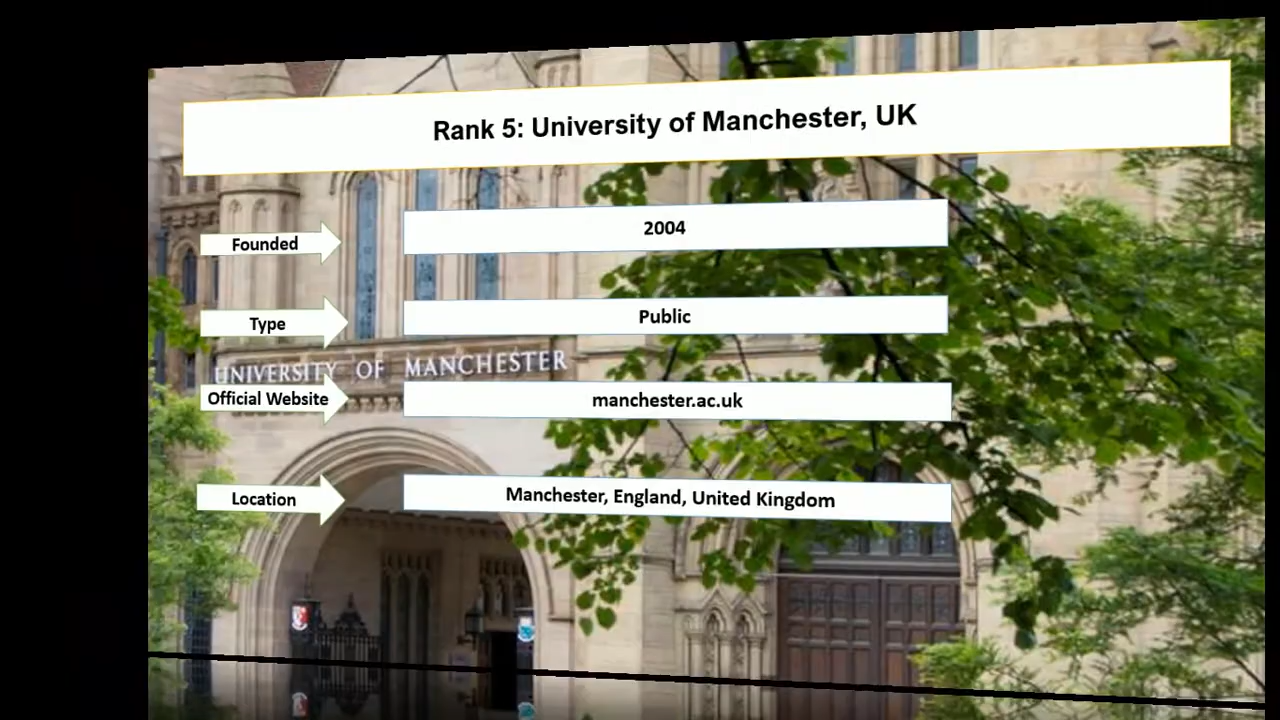 Rank 5: University of Manchester, UK
Founded
2004
Type
Public
UNIVERSITY OF MANCHESTER
Official Website
manchester.ac.uk
Location
Manchester, England, United Kingdom